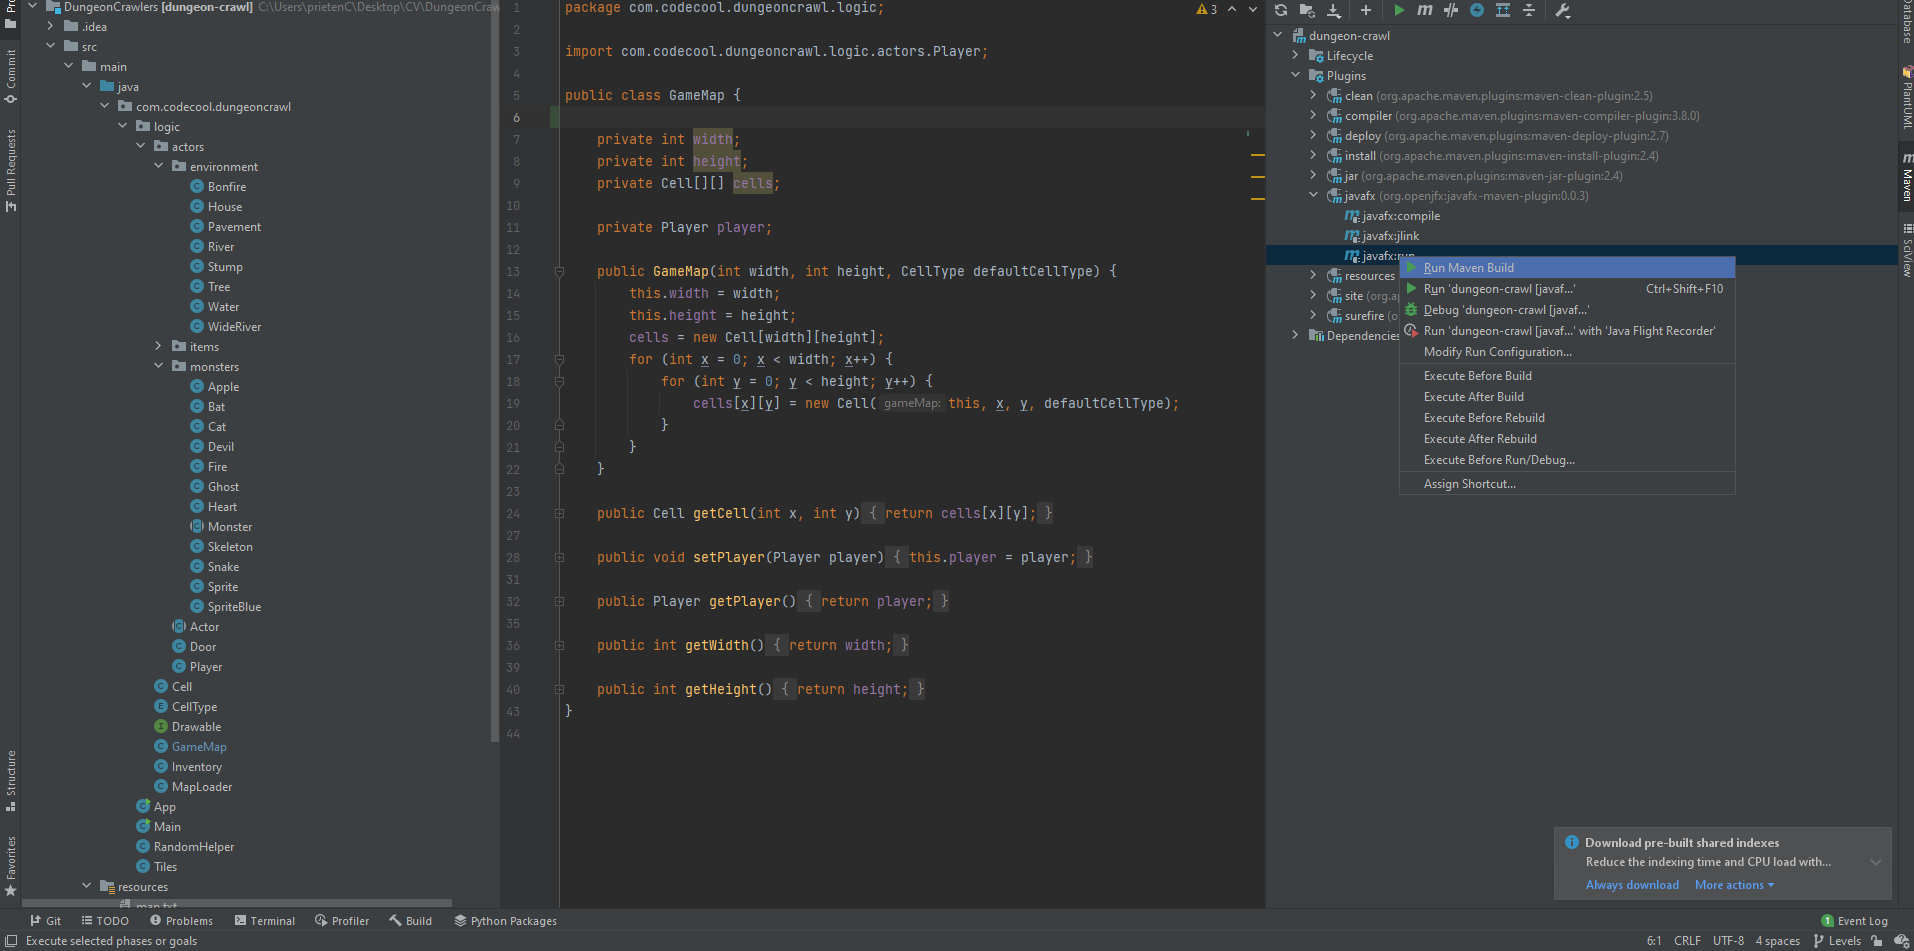 DungeonCrawlers [dungeon-crawl] C:\Users\prietenC\Desktop\CV\DungeonCraw
.idea
src
main
java
com.codecool.dungeoncrawl
logic
actors
environment
Bonfire
House
Pavement
River
Stump
Tree
Water
WideRiver
items
monsters
Apple
Bat
Cat
Devil
Fire
Ghost
Heart
Monster
Skeleton
Snake
Sprite
SpriteBlue
Actor
Door
Player
Cell
CellType
Drawable
GameMap
Inventory
MapLoader
App
Main
RandomHelper
Tiles
resources
map.txt
Commit
Pull Requests
Structure
Favorites
1 package com.codecool.dungeoncrawl.logic;
2
3 import com.codecool.dungeoncrawl.logic.actors.Player;
4
5 public class GameMap {
6
7 private int width;
8 private int height;
9 private Cell[][] cells;
10
11 private Player player;
12
13 public GameMap(int width, int height, CellType defaultCellType) {
14 this.width = width;
15 this.height = height;
16 cells = new Cell[width][height];
17 for (int x = 0; x < width; x++) {
18 for (int y = 0; y < height; y++) {
19 cells[x][y] = new Cell( gameMap: this, x, y, defaultCellType);
20 }
21 }
22 }
23
24 public Cell getCell(int x, int y) { return cells[x][y]; }
27
28 public void setPlayer(Player player) { this.player = player; }
31
32 public Player getPlayer() { return player; }
35
36 public int getWidth() { return width; }
39
40 public int getHeight() { return height; }
43 }
44
3
dungeon-crawl
Lifecycle
Plugins
clean (org.apache.maven.plugins:maven-clean-plugin:2.5)
compiler (org.apache.maven.plugins:maven-compiler-plugin:3.8.0)
deploy (org.apache.maven.plugins:maven-deploy-plugin:2.7)
install (org.apache.maven.plugins:maven-install-plugin:2.4)
jar (org.apache.maven.plugins:maven-jar-plugin:2.4)
javafx (org.openjfx:javafx-maven-plugin:0.0.3)
javafx:compile
javafx:jlink
javafx:run
resources
site (org.a
surefire (o
Dependencies
Run Maven Build
Run 'dungeon-crawl [javaf...' Ctrl+Shift+F10
Debug 'dungeon-crawl [javaf...'
Run 'dungeon-crawl [javaf...' with 'Java Flight Recorder'
Modify Run Configuration...
Execute Before Build
Execute After Build
Execute Before Rebuild
Execute After Rebuild
Execute Before Run/Debug...
Assign Shortcut...
Database
PlantUML
Maven
SciView
Download pre-built shared indexes
Reduce the indexing time and CPU load with...
Always download More actions
Git TODO Problems Terminal Profiler Build Python Packages 1 Event Log
Execute selected phases or goals 6:1 CRLF UTF-8 4 spaces Levels